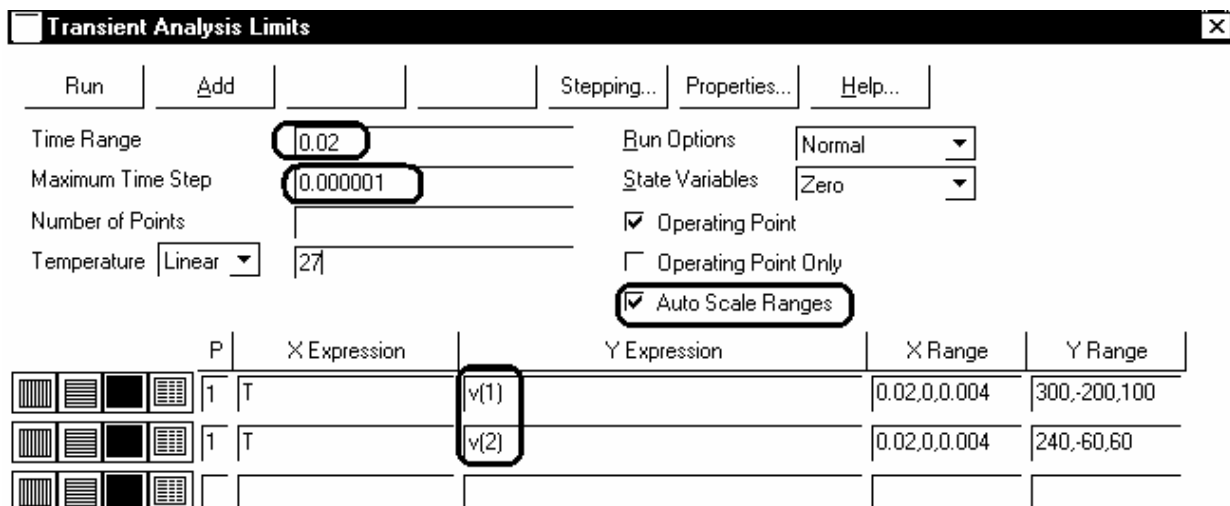 Transient Analysis Limits
Run Add Stepping... Properties... Help...
Time Range 0.02 Run Options Normal
Maximum Time Step 0.000001 State Variables Zero
Number of Points Operating Point
Temperature Linear 27 Operating Point Only
Auto Scale Ranges
P X Expression Y Expression X Range Y Range
1 T v(1) 0.02,0,0.004 300,-200,100
1 T v(2) 0.02,0,0.004 240,-60,60